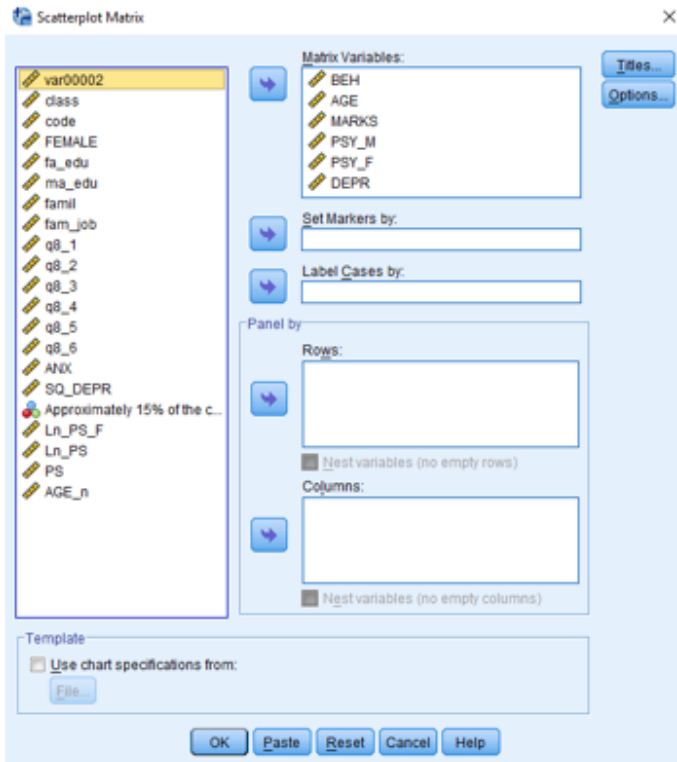 Scatterplot Matrix
var00002
class
code
FEMALE
fa_edu
ma_edu
famil
fam_job
q8_1
q8_2
q8_3
q8_4
q8_5
q8_6
ANX
SQ_DEPR
Approximately 15% of the c...
Ln_PS_F
Ln_PS
PS
AGE_n
Matrix Variables:
BEH
AGE
MARKS
PSY_M
PSY_F
DEPR
Titles...
Options...
Set Markers by:
Label Cases by:
Panel by
Rows:
Nest variables (no empty rows)
Columns:
Nest variables (no empty columns)
Template
Use chart specifications from:
File...
OK Paste Reset Cancel Help